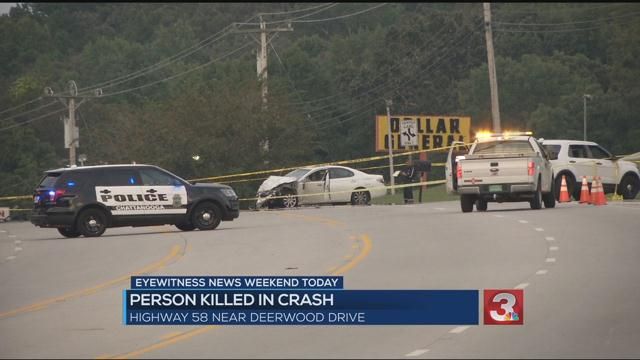 DOLLAR
GENERAL
POLICE
CHATTANOOGA
EYEWITNESS NEWS WEEKEND TODAY
PERSON KILLED IN CRASH
HIGHWAY 58 NEAR DEERWOOD DRIVE
3